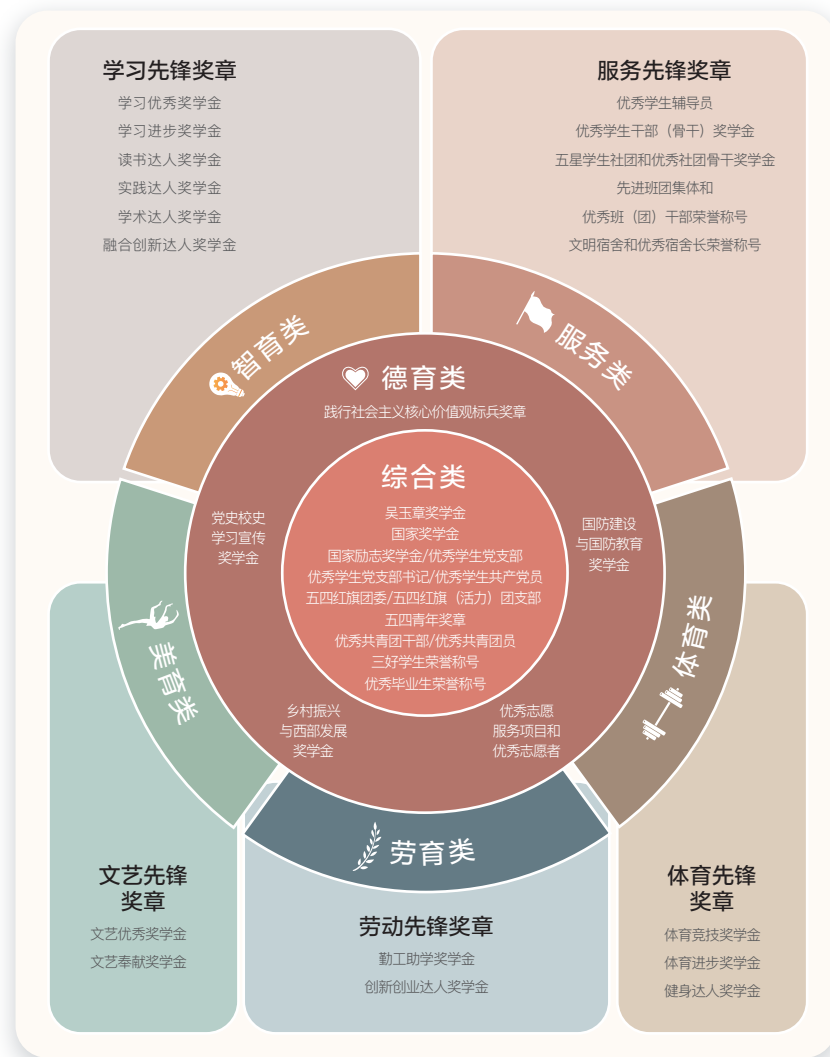 学习先锋奖章
学习优秀奖学金
学习进步奖学金
读书达人奖学金
实践达人奖学金
学术达人奖学金
融合创新达人奖学金
服务先锋奖章
优秀学生辅导员
优秀学生干部（骨干）奖学金
五星学生社团和优秀社团骨干奖学金
先进班团集体和
优秀班（团）干部荣誉称号
文明宿舍和优秀宿舍长荣誉称号
智育类
服务类
德育类
践行社会主义核心价值观标兵奖章
综合类
吴玉章奖学金
国家奖学金
国家励志奖学金/优秀学生党支部
优秀学生党支部书记/优秀学生共产党员
五四红旗团委/五四红旗（活力）团支部
五四青年奖章
优秀共青团干部/优秀共青团员
三好学生荣誉称号
优秀毕业生荣誉称号
党史校史
学习宣传
奖学金
国防建设
与国防教育
奖学金
乡村振兴
与西部发展
奖学金
优秀志愿
服务项目和
优秀志愿者
美育类
体育类
劳育类
文艺先锋
奖章
文艺优秀奖学金
文艺奉献奖学金
劳动先锋奖章
勤工助学奖学金
创新创业达人奖学金
体育先锋
奖章
体育竞技奖学金
体育进步奖学金
健身达人奖学金